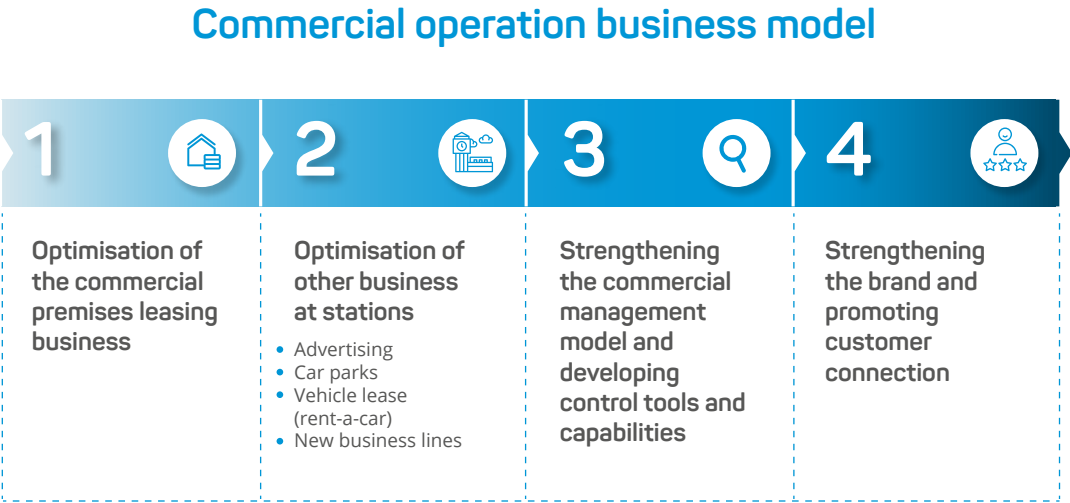 Commercial operation business model
1
Optimisation of
the commercial
premises leasing
business
2
Optimisation of
other business
at stations
• Advertising
• Car parks
• Vehicle lease
(rent-a-car)
• New business lines
3
Strengthening
the commercial
management
model and
developing
control tools and
capabilities
4
Strengthening
the brand and
promoting
customer
connection